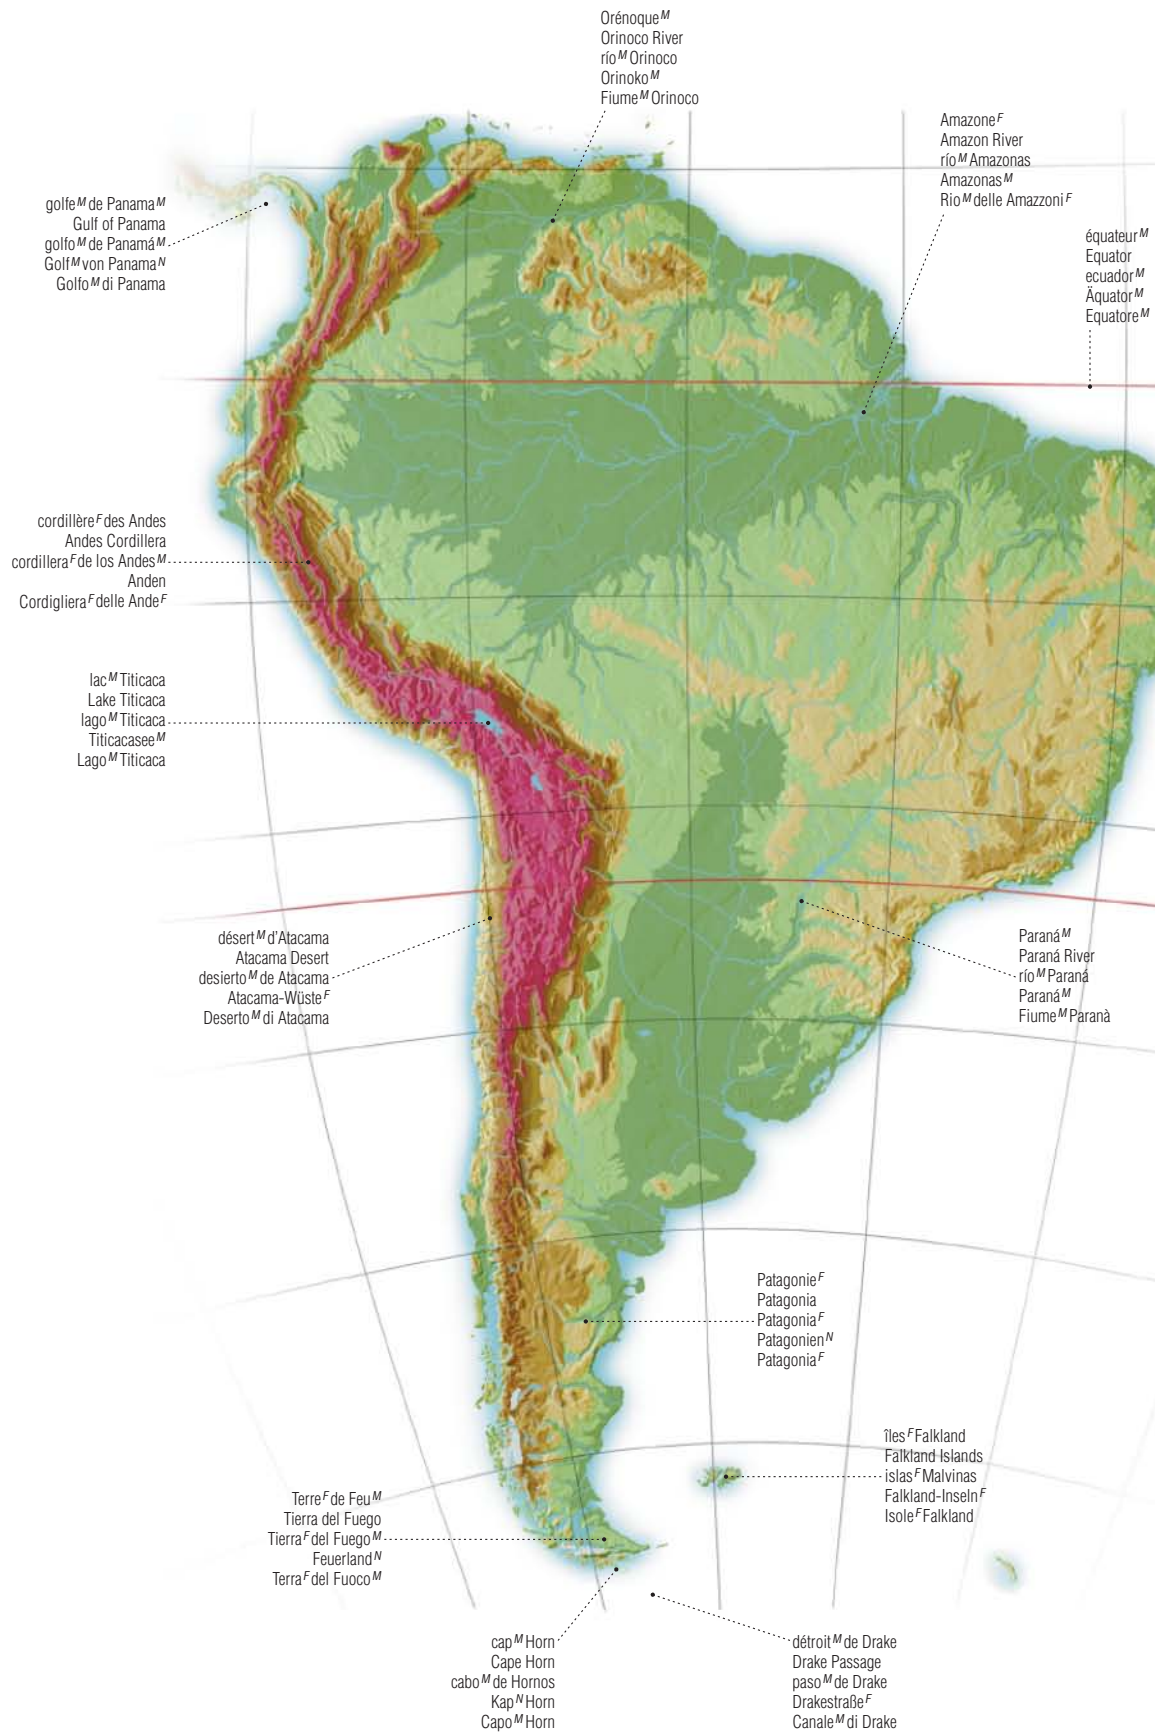 Orénoque M
Orinoco River
río M Orinoco
Orinoko M
Fiume M Orinoco
Amazone F
Amazon River
río M Amazonas
Amazonas M
Rio M delle Amazzoni F
golfe M de Panama M
Gulf of Panama
golfo M de Panamá M
Golf M von Panama N
Golfo M di Panama
équateur M
Equator
ecuador M
Äquator M
Equatore M
cordillère F des Andes
Andes Cordillera
cordillera F de los Andes M
Anden
Cordigliera F delle Ande F
lac M Titicaca
Lake Titicaca
lago M Titicaca
Titicacasee M
Lago M Titicaca
désert M d'Atacama
Atacama Desert
desierto M de Atacama
Atacama-Wüste F
Deserto M di Atacama
Paraná M
Paraná River
río M Paraná
Paraná M
Fiume M Paranà
Patagonie F
Patagonia
Patagonia F
Patagonien N
Patagonia F
îles F Falkland
Falkland Islands
islas F Malvinas
Falkland-Inseln F
Isole F Falkland
Terre F de Feu M
Tierra del Fuego
Tierra F del Fuego M
Feuerland N
Terra F del Fuoco M
cap M Horn
Cape Horn
cabo M de Hornos
Kap N Horn
Capo M Horn
détroit M de Drake
Drake Passage
paso M de Drake
Drakestraße F
Canale M di Drake